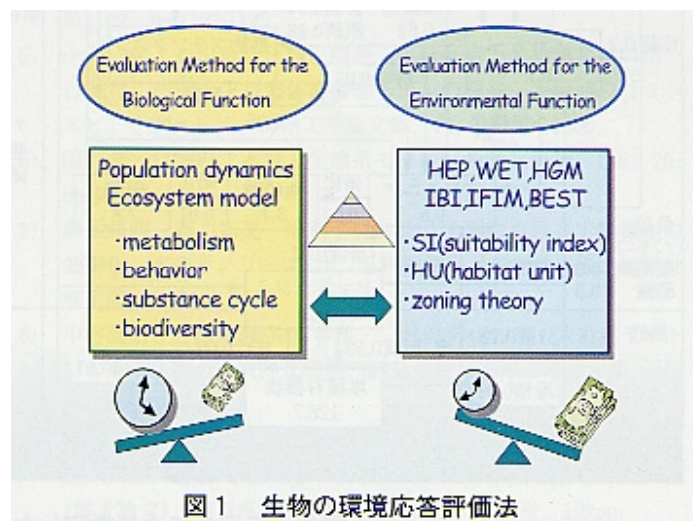 Evaluation Method for the
Biological Function
Evaluation Method for the
Environmental Function
Population dynamics
Ecosystem model
・metabolism
・behavior
・substance cycle
・biodiversity
HEP,WET,HGM
IBI,IFIM,BEST
・SI(suitability index)
・HU(habitat unit)
・zoning theory
図1 生物の環境応答評価法